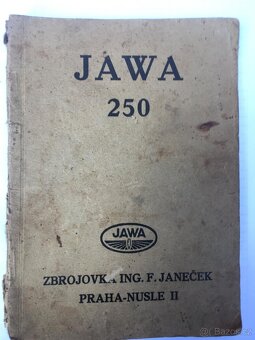 JAWA
250
JAWA
ZBROJOVKA ING. F. JANEČEK
PRAHA-NUSLE II